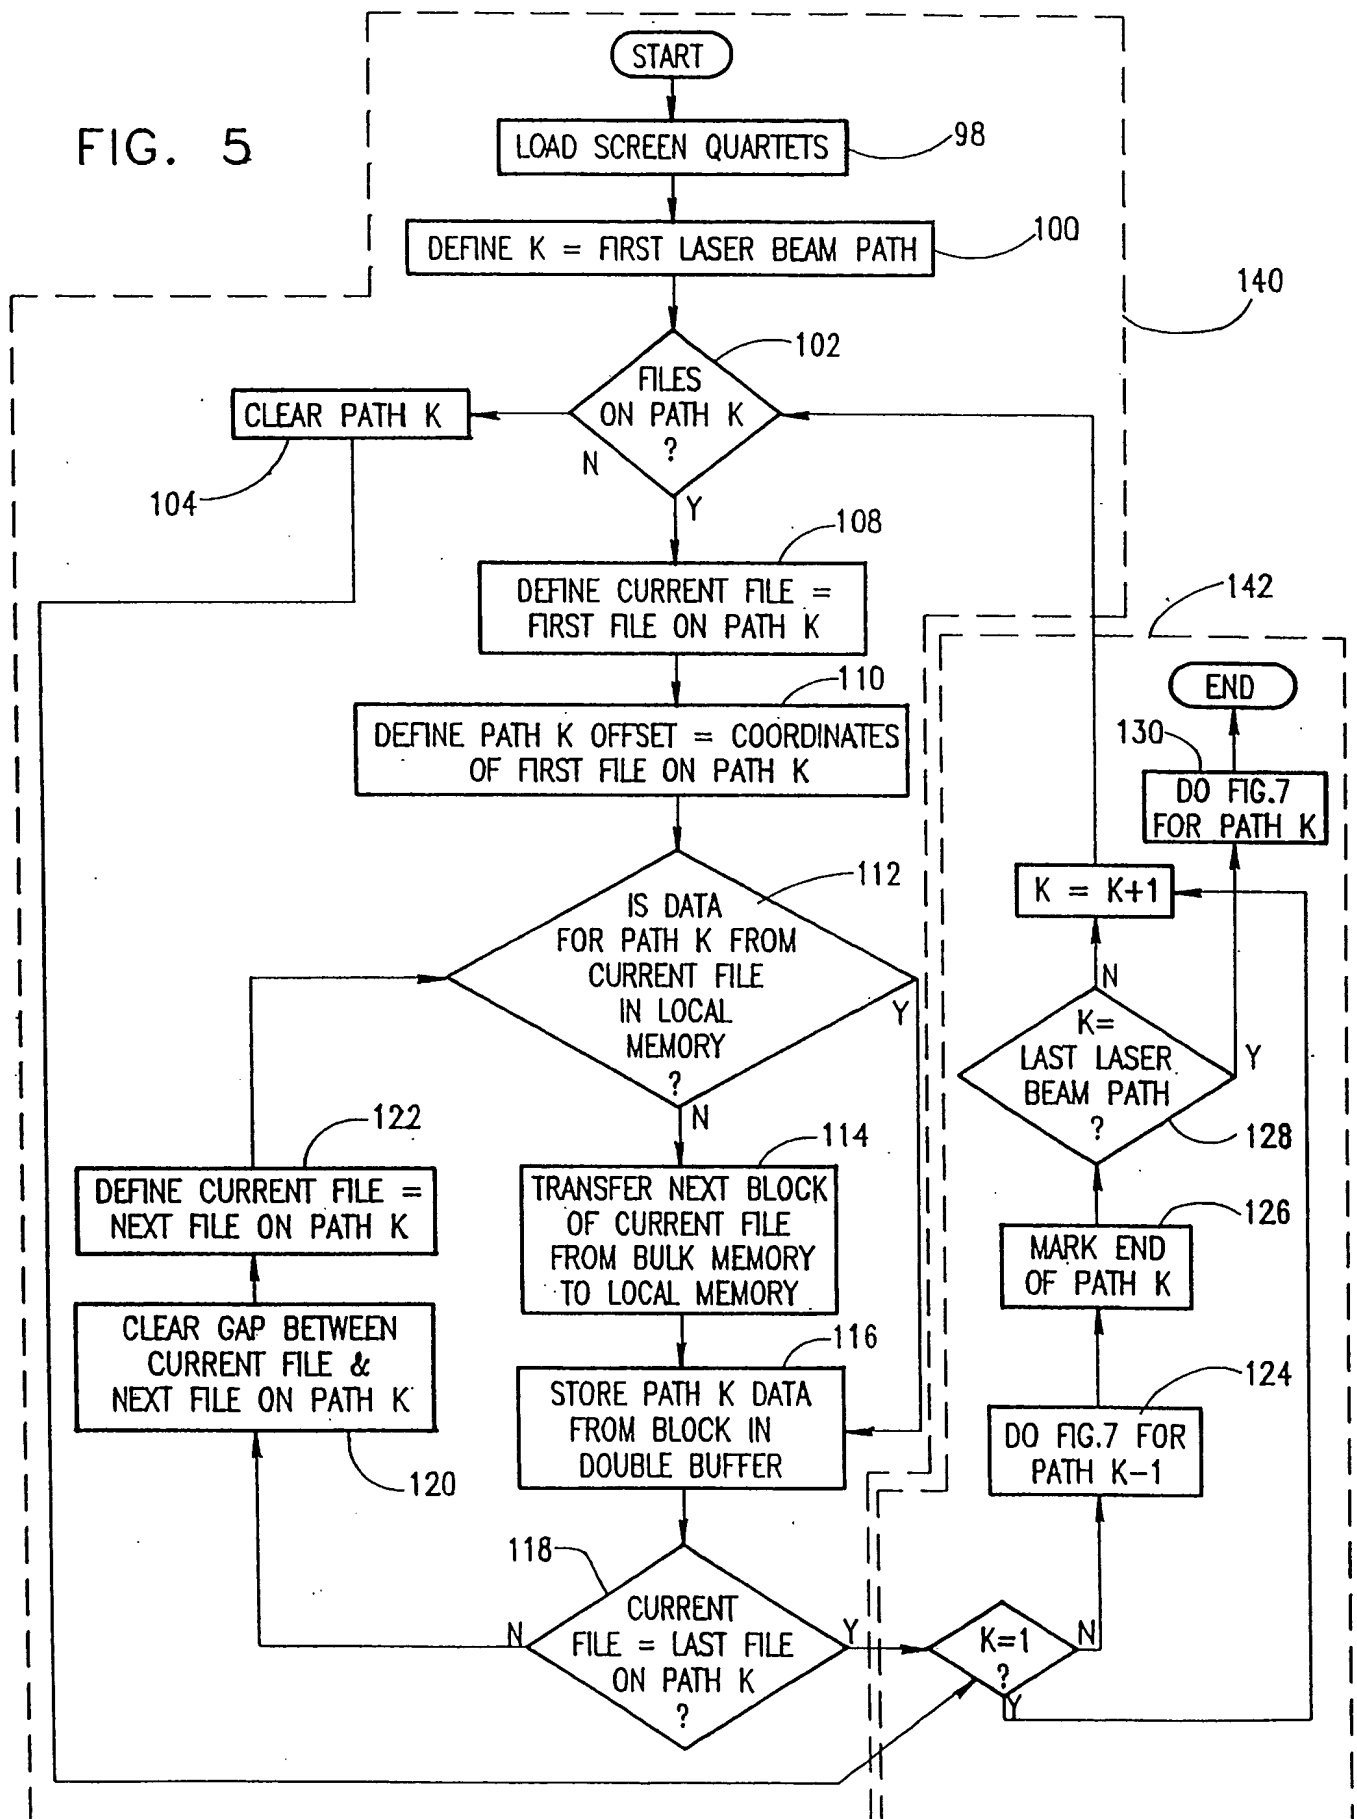 FIG. 5
START
LOAD SCREEN QUARTETS
98
DEFINE K = FIRST LASER BEAM PATH
100
140
102
FILES
ON PATH K
?
N
Y
CLEAR PATH K
104
108
DEFINE CURRENT FILE =
FIRST FILE ON PATH K
110
DEFINE PATH K OFFSET = COORDINATES
OF FIRST FILE ON PATH K
112
IS DATA
FOR PATH K FROM
CURRENT FILE
IN LOCAL
MEMORY
?
Y
N
114
TRANSFER NEXT BLOCK
OF CURRENT FILE
FROM BULK MEMORY
TO LOCAL MEMORY
116
STORE PATH K DATA
FROM BLOCK IN
DOUBLE BUFFER
118
CURRENT
FILE = LAST FILE
ON PATH K
?
N
Y
120
CLEAR GAP BETWEEN
CURRENT FILE &
NEXT FILE ON PATH K
122
DEFINE CURRENT FILE =
NEXT FILE ON PATH K
K=1
?
N
Y
124
DO FIG.7 FOR
PATH K-1
126
MARK END
OF PATH K
128
K=
LAST LASER
BEAM PATH
?
N
Y
K = K+1
130
DO FIG.7
FOR PATH K
END
142